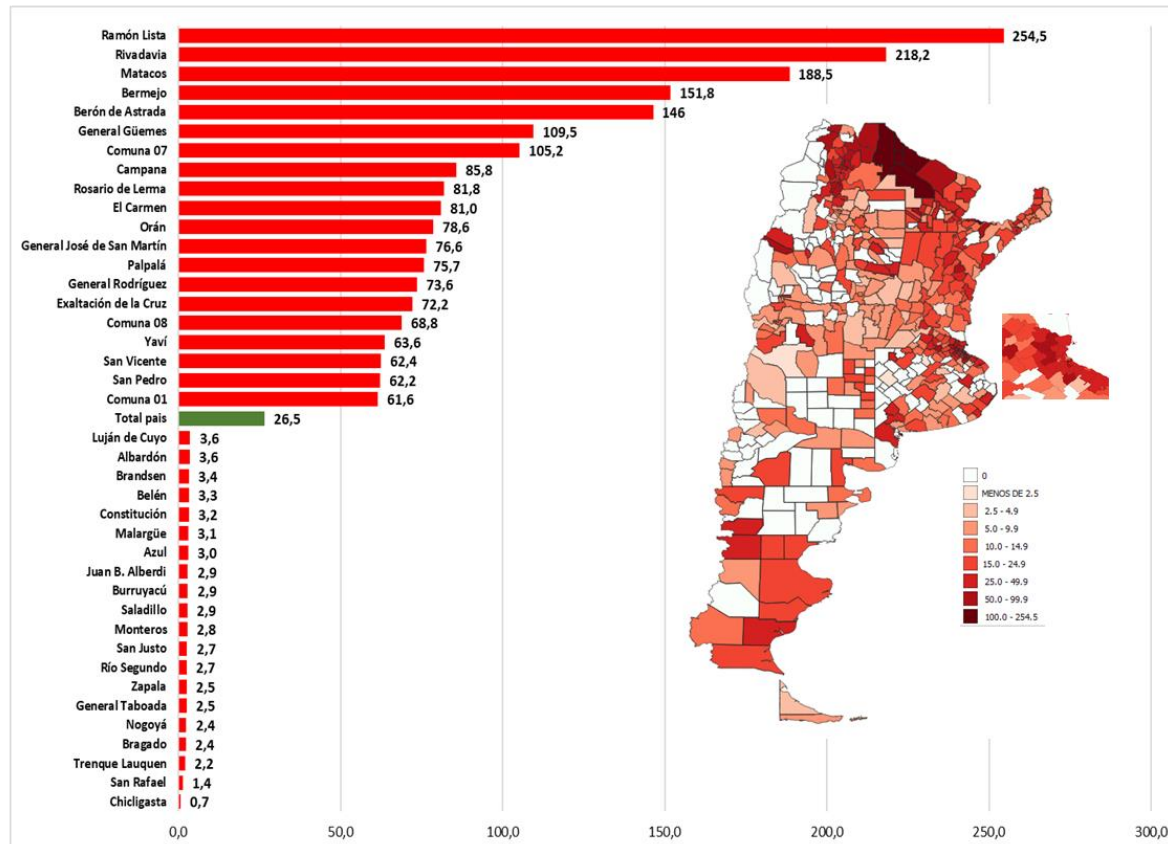 Ramón Lista 254,5
Rivadavia 218,2
Matacos 188,5
Bermejo 151,8
Berón de Astrada 146
General Güemes 109,5
Comuna 07 105,2
Campana 85,8
Rosario de Lerma 81,8
El Carmen 81,0
Orán 78,6
General José de San Martín 76,6
Palpalá 75,7
General Rodríguez 73,6
Exaltación de la Cruz 72,2
Comuna 08 68,8
Yaví 63,6
San Vicente 62,4
San Pedro 62,2
Comuna 01 61,6
Total pais 26,5
Luján de Cuyo 3,6
Albardón 3,6
Brandsen 3,4
Belén 3,3
Constitución 3,2
Malargüe 3,1
Azul 3,0
Juan B. Alberdi 2,9
Burruyacú 2,9
Saladillo 2,9
Monteros 2,8
San Justo 2,7
Río Segundo 2,7
Zapala 2,5
General Taboada 2,5
Nogoyá 2,4
Bragado 2,4
Trenque Lauquen 2,2
San Rafael 1,4
Chicligasta 0,7
0,0 50,0 100,0 150,0 200,0 250,0 300,0
0
MENOS DE 2.5
2.5 - 4.9
5.0 - 9.9
10.0 - 14.9
15.0 - 24.9
25.0 - 49.9
50.0 - 99.9
100.0 - 254.5